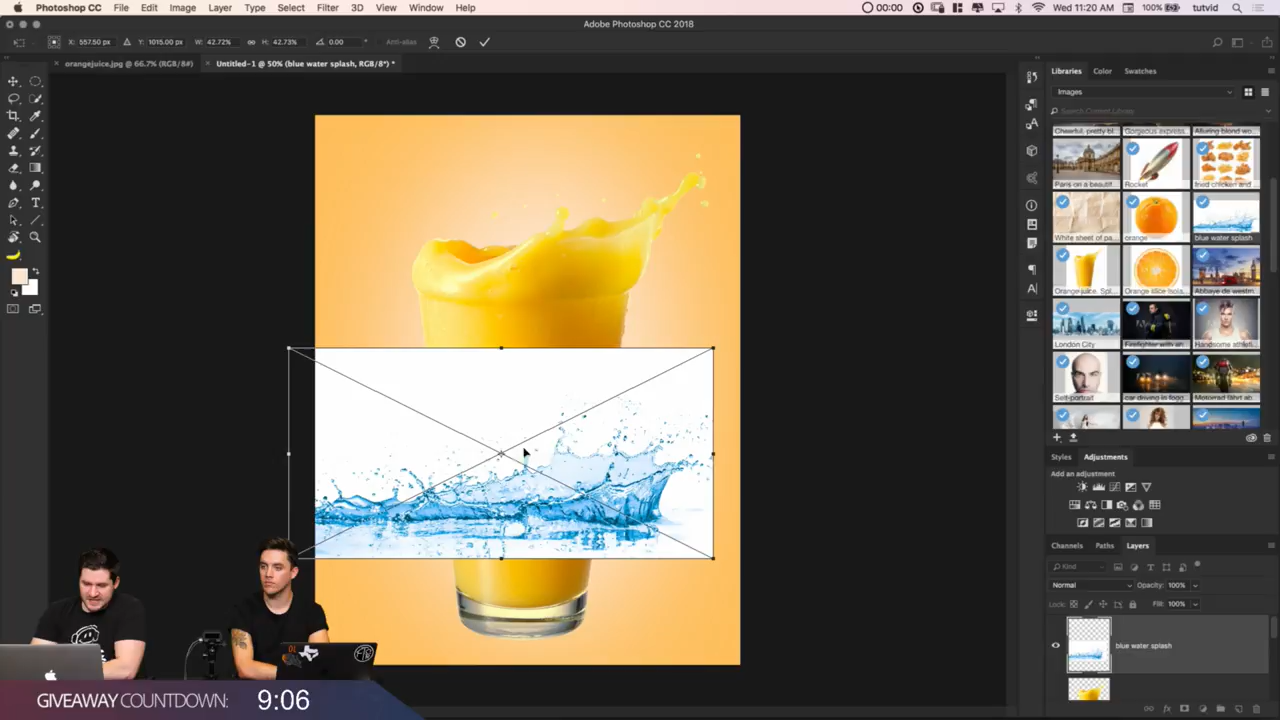 Photoshop CC File Edit Image Layer Type Select Filter 3D View Window Help 00:00 Wed 11:20 AM 100% tutvid
Adobe Photoshop CC 2018
X: 557.50 px Y: 1015.00 px W: 42.72% H: 42.73% 0.00 ° Anti-alias
× orangejuice.jpg @ 66.7% (RGB/8#) × Untitled-1 @ 50% (blue water splash, RGB/8*) *
Libraries Color Swatches
Images
Search Current Library
Cheerful, pretty bl Gorgeous express.. Alluring blond wo...
Paris on a beautif... Rocket fried chicken and ...
White sheet of pa... orange blue water splash
Orange juice. Spl... Orange slice isola... Abbaye de westm...
London City Firefighter with an... Handsome athleti...
Self-portrait car driving in fogg... Motorrad fährt ab...
Styles Adjustments
Add an adjustment
Channels Paths Layers
Kind
Normal Opacity: 100%
Lock: Fill: 100%
blue water splash
GIVEAWAY COUNTDOWN: 9:06